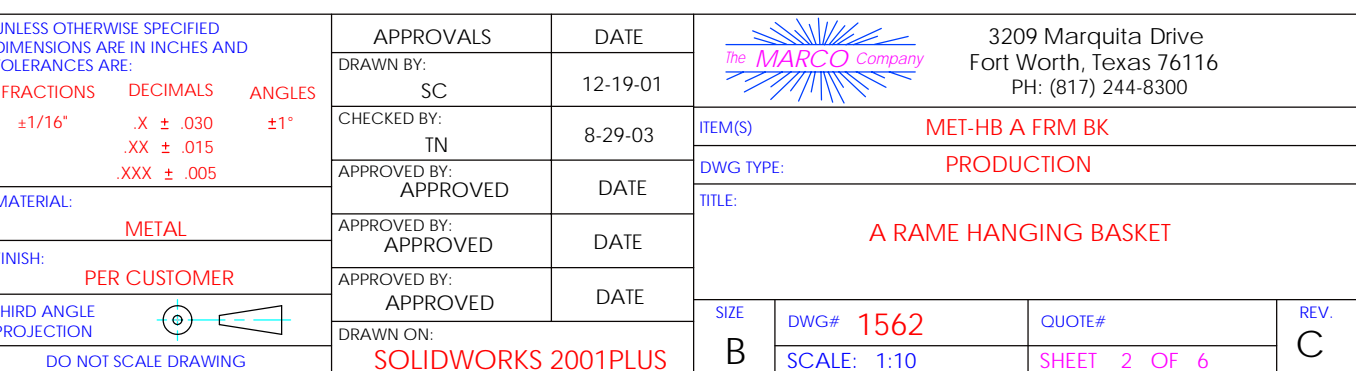 UNLESS OTHERWISE SPECIFIED
DIMENSIONS ARE IN INCHES AND
TOLERANCES ARE:
FRACTIONS DECIMALS ANGLES
±1/16" .X ± .030 ±1°
.XX ± .015
.XXX ± .005
MATERIAL:
METAL
FINISH:
PER CUSTOMER
THIRD ANGLE
PROJECTION
DO NOT SCALE DRAWING
APPROVALS DATE
DRAWN BY:
SC 12-19-01
CHECKED BY:
TN 8-29-03
APPROVED BY:
APPROVED DATE
APPROVED BY:
APPROVED DATE
APPROVED BY:
APPROVED DATE
DRAWN ON:
SOLIDWORKS 2001PLUS
The MARCO Company
3209 Marquita Drive
Fort Worth, Texas 76116
PH: (817) 244-8300
ITEM(S) MET-HB A FRM BK
DWG TYPE: PRODUCTION
TITLE:
A RAME HANGING BASKET
SIZE
B
DWG# 1562
QUOTE#
REV.
C
SCALE: 1:10
SHEET 2 OF 6